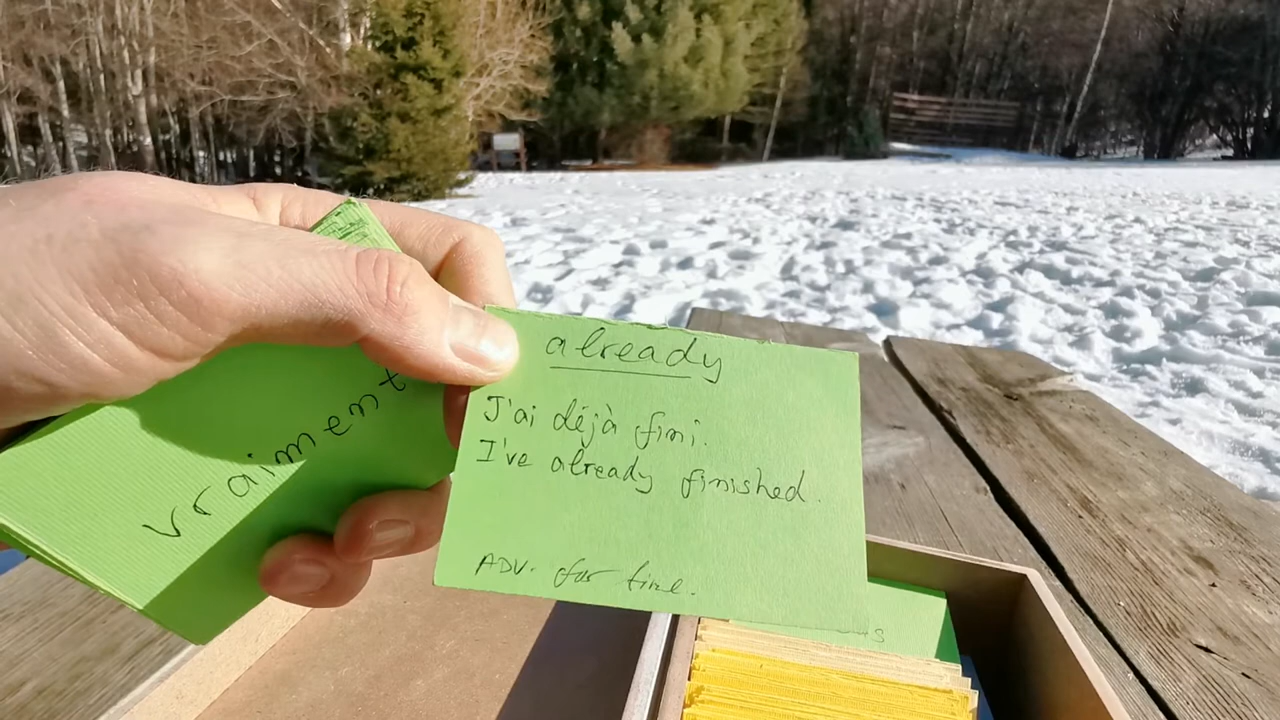 already
J'ai déjà fini.
I've already finished.
ADV. for time.
vraiment